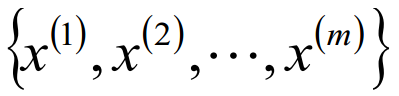 {x^(1), x^(2), ⋯, x^(m)}